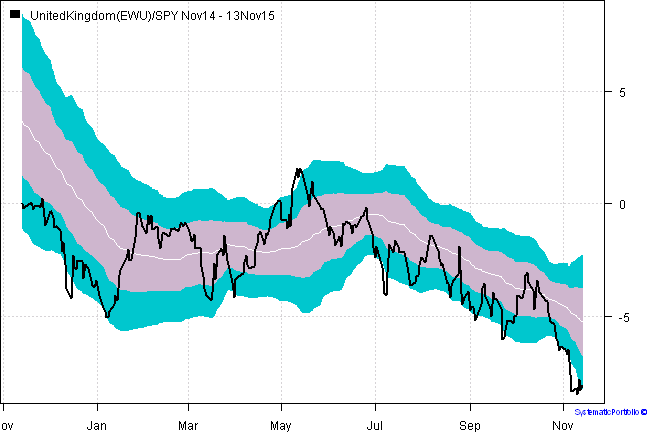 UnitedKingdom(EWU)/SPY Nov14 - 13Nov15
5
0
-5
ov
Jan
Mar
May
Jul
Sep
Nov
SystematicPortfolio ©